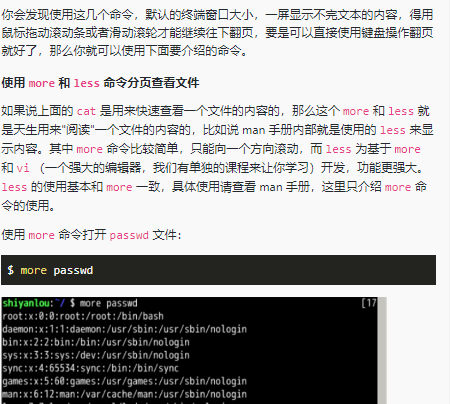 你会发现使用这几个命令，默认的终端窗口大小，一屏显示不完文本的内容，得用
鼠标拖动滚动条或者滑动滚轮才能继续往下翻页，要是可以直接使用键盘操作翻页
就好了，那么你就可以使用下面要介绍的命令。
使用 more 和 less 命令分页查看文件
如果说上面的 cat 是用来快速查看一个文件的内容的，那么这个 more 和 less 就
是天生用来"阅读"一个文件的内容的，比如说 man 手册内部就是使用的 less 来显
示内容。其中 more 命令比较简单，只能向一个方向滚动，而 less 为基于 more
和 vi （一个强大的编辑器，我们有单独的课程来让你学习）开发，功能更强大。
less 的使用基本和 more 一致，具体使用请查看 man 手册，这里只介绍 more 命
令的使用。
使用 more 命令打开 passwd 文件：
$ more passwd
shiyanlou:~/ $ more passwd [17
root:x:0:0:root:/root:/bin/bash
daemon:x:1:1:daemon:/usr/sbin:/usr/sbin/nologin
bin:x:2:2:bin:/bin:/usr/sbin/nologin
sys:x:3:3:sys:/dev:/usr/sbin/nologin
sync:x:4:65534:sync:/bin:/bin/sync
games:x:5:60:games:/usr/games:/usr/sbin/nologin
man:x:6:12:man:/var/cache/man:/usr/sbin/nologin